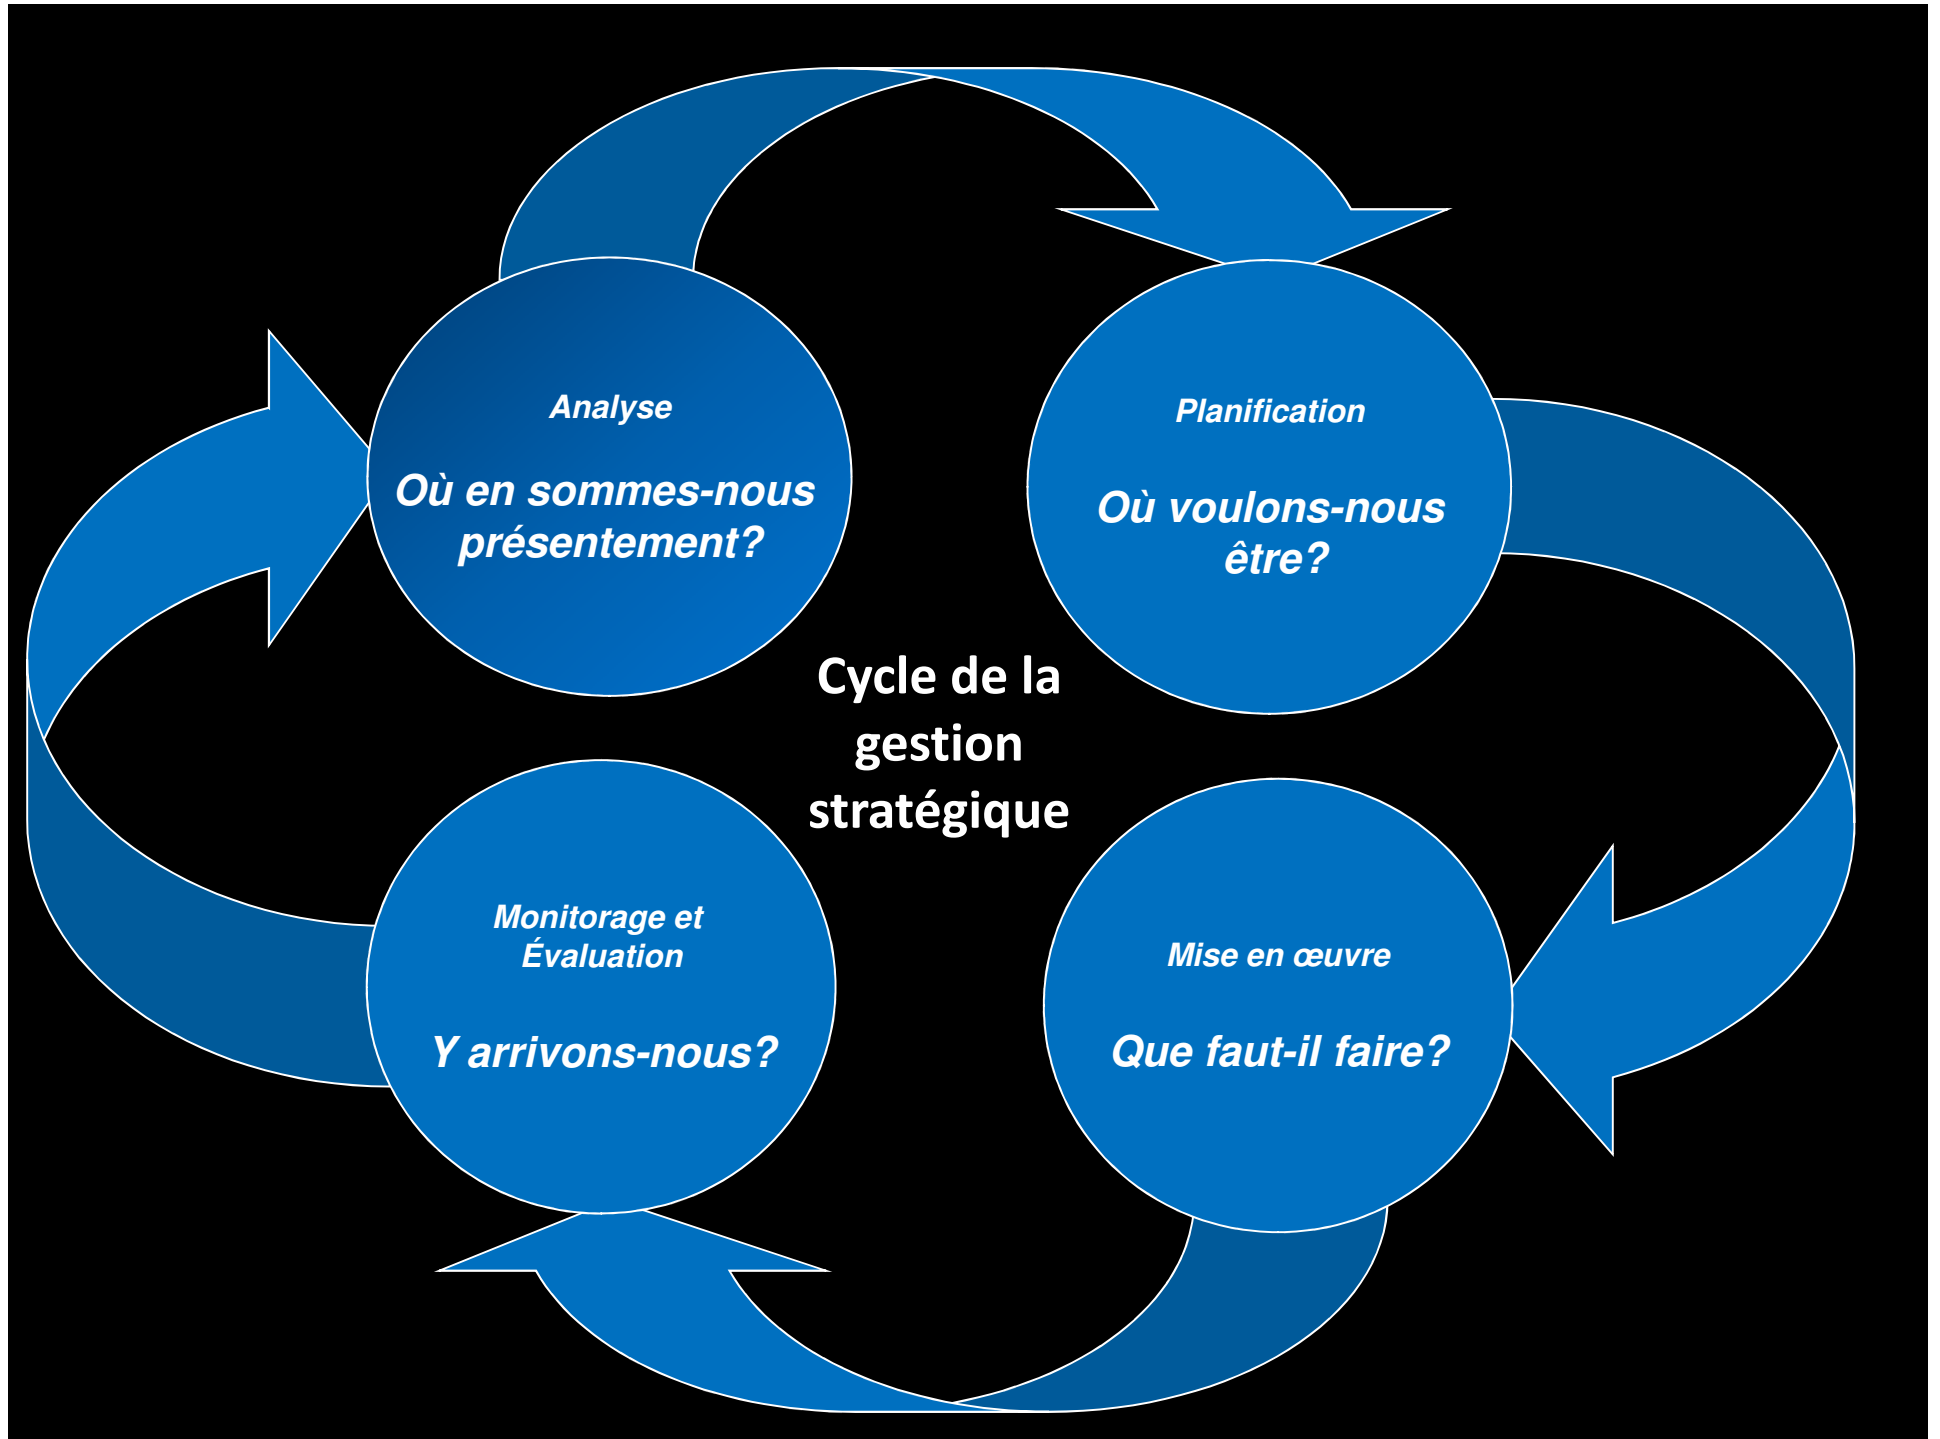 Analyse
Où en sommes-nous
présentement?
Planification
Où voulons-nous
être?
Cycle de la
gestion
stratégique
Monitorage et
Évaluation
Y arrivons-nous?
Mise en œuvre
Que faut-il faire?